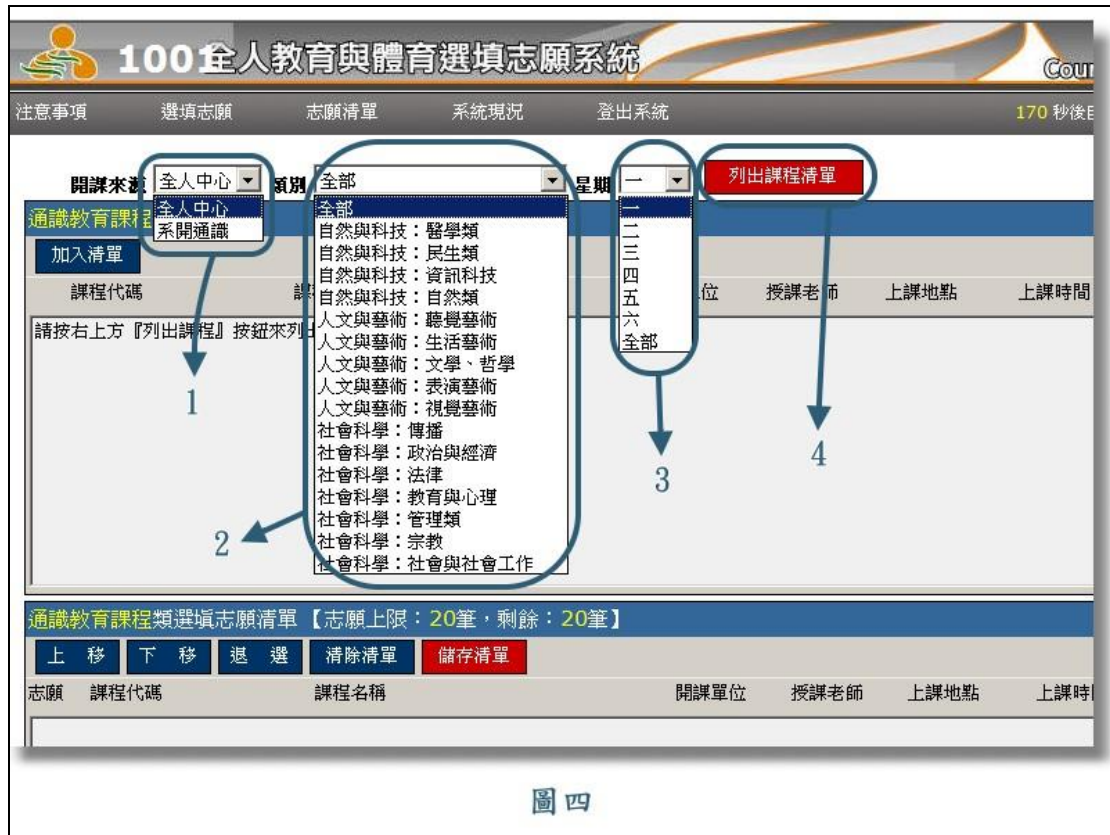 1001全人教育與體育選填志願系統
Cour
注意事項 選填志願 志願清單 系統現況 登出系統 170 秒後
開課來源 全人中心 類別 全部 星期 一 列出課程清單
全人中心
系開通識
全部
自然與科技：醫學類
自然與科技：民生類
自然與科技：資訊科技
自然與科技：自然類
人文與藝術：聽覺藝術
人文與藝術：生活藝術
人文與藝術：文學、哲學
人文與藝術：表演藝術
人文與藝術：視覺藝術
社會科學：傳播
社會科學：政治與經濟
社會科學：法律
社會科學：教育與心理
社會科學：管理類
社會科學：宗教
社會科學：社會與社會工作
一
二
三
四
五
六
全部
通識教育課程
加入清單
課程代碼 課 位 授課老師 上課地點 上課時間
請按右上方『列出課程』按鈕來列出
1
2
3
4
通識教育課程類選填志願清單【志願上限：20筆，剩餘：20筆】
上 移 下 移 退 選 清除清單 儲存清單
志願 課程代碼 課程名稱 開課單位 授課老師 上課地點 上課時
圖四